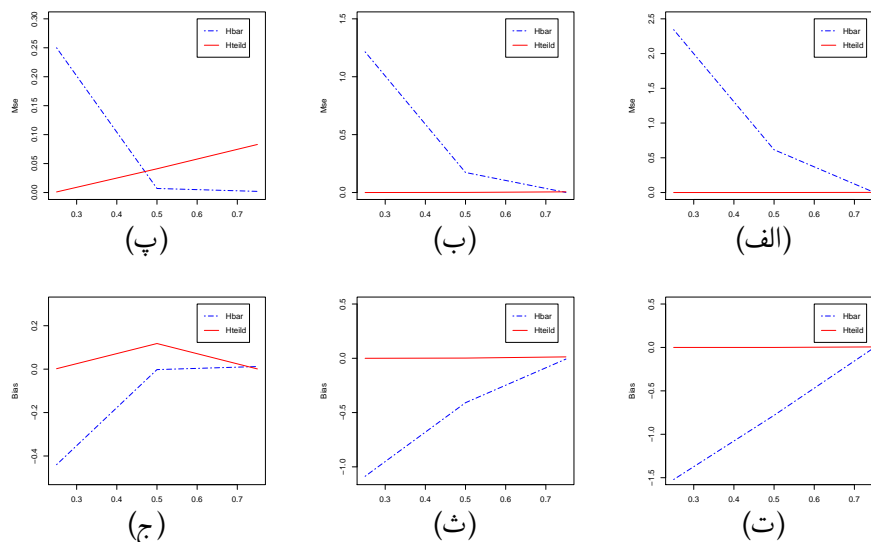 Mse
0.00 0.05 0.10 0.15 0.20 0.25 0.30
0.3 0.4 0.5 0.6 0.7
Hbar
Hteild
(پ)
Mse
0.0 0.5 1.0 1.5
0.3 0.4 0.5 0.6 0.7
Hbar
Hteild
(ب)
Mse
0.0 0.5 1.0 1.5 2.0 2.5
0.3 0.4 0.5 0.6 0.7
Hbar
Hteild
(الف)
Bias
−0.4 −0.2 0.0 0.2
0.3 0.4 0.5 0.6 0.7
Hbar
Hteild
(ج)
Bias
−1.0 −0.5 0.0 0.5
0.3 0.4 0.5 0.6 0.7
Hbar
Hteild
(ث)
Bias
−1.5 −1.0 −0.5 0.0 0.5
0.3 0.4 0.5 0.6 0.7
Hbar
Hteild
(ت)